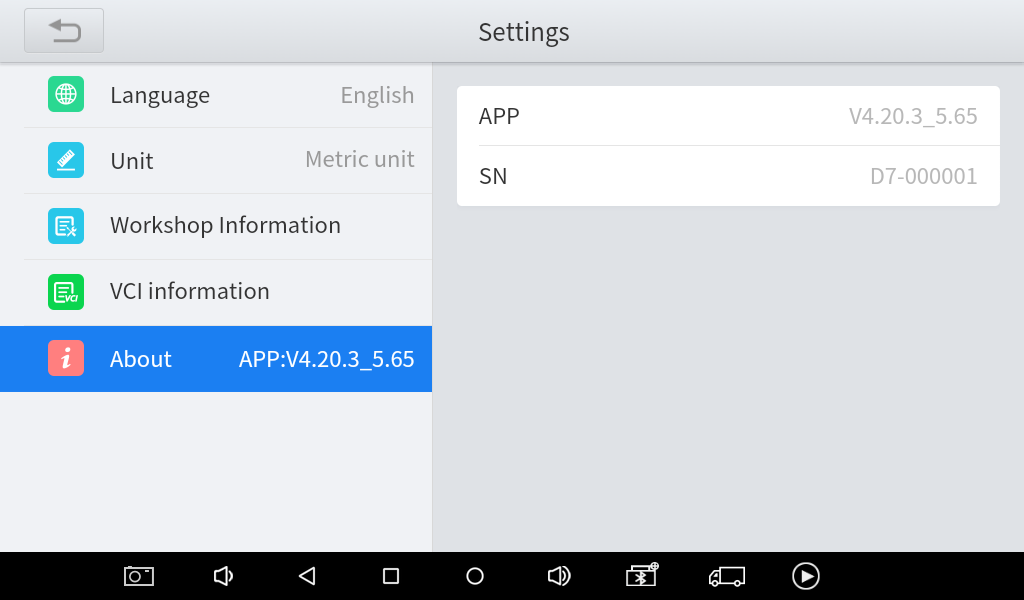 Settings
Language English
Unit Metric unit
Workshop Information
VCI information
VCI
About APP:V4.20.3_5.65
APP V4.20.3_5.65
SN D7-000001